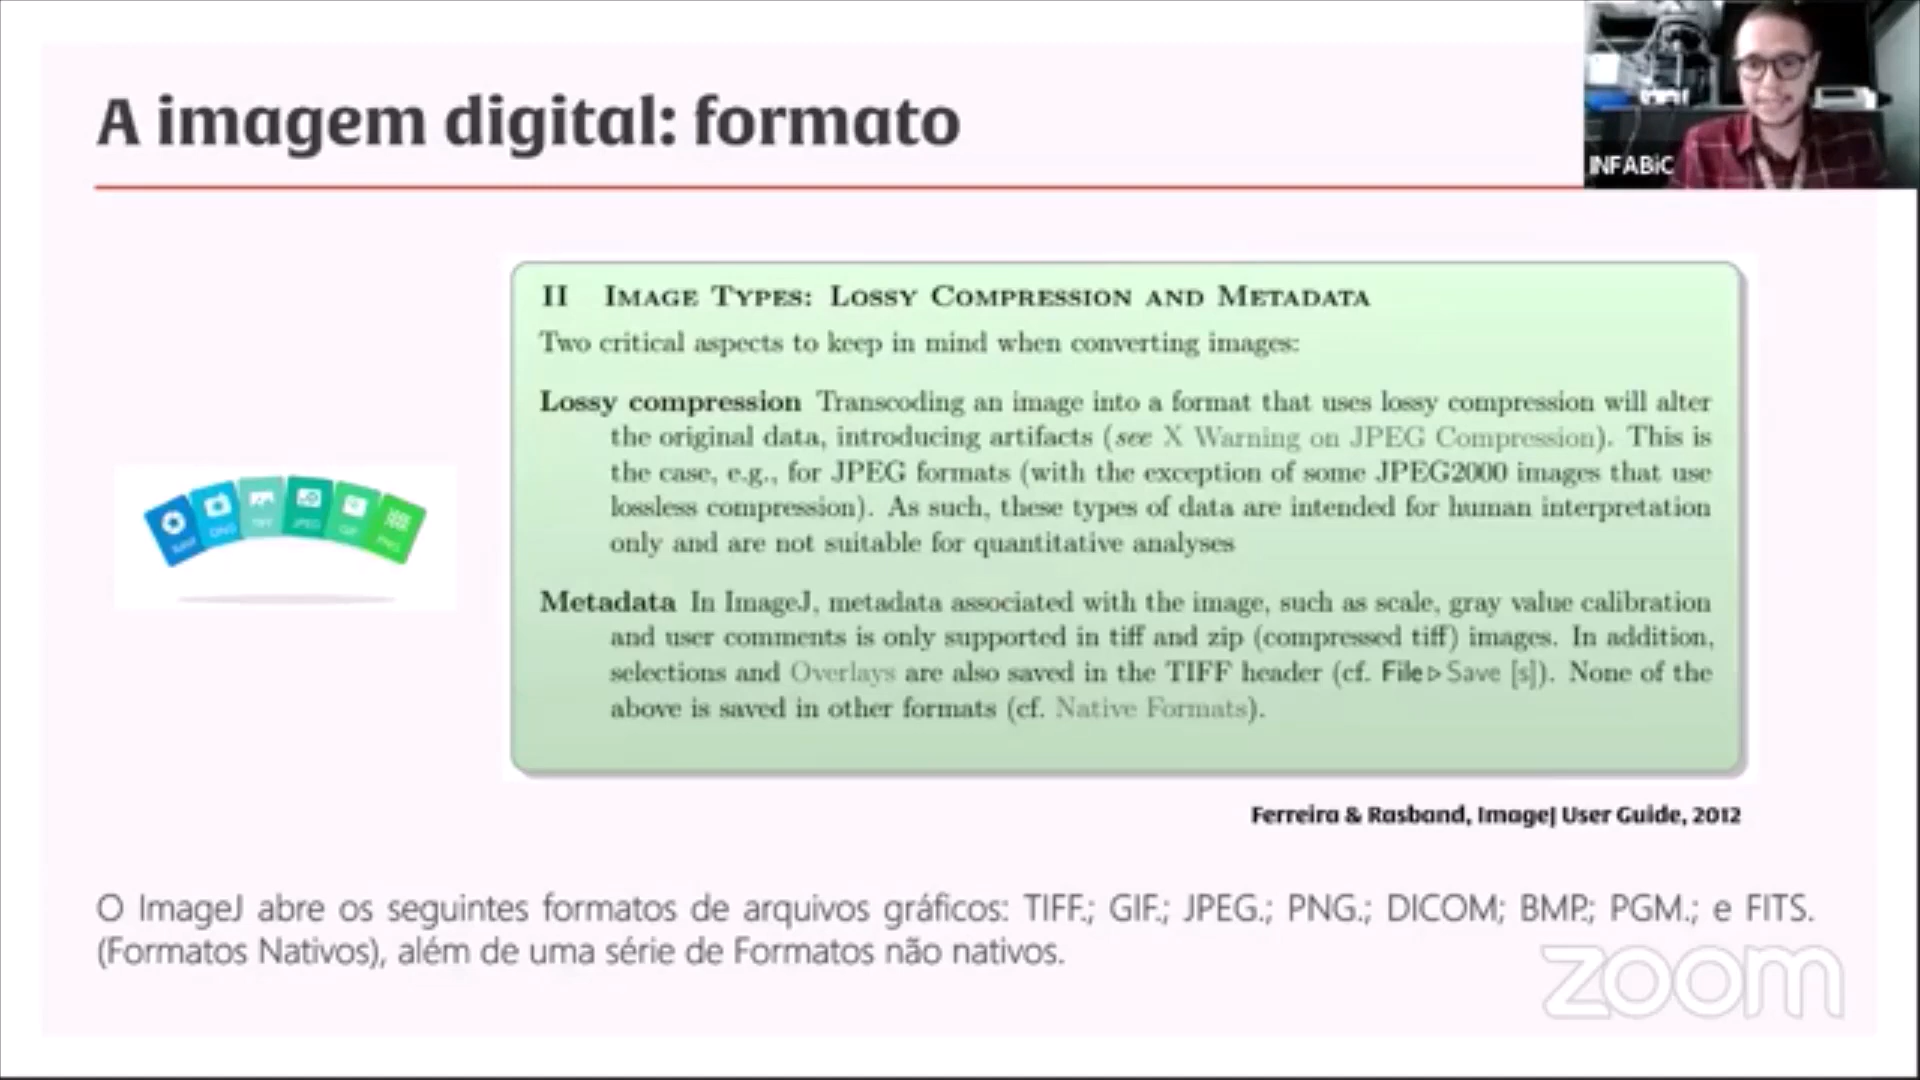 A imagem digital: formato
INFABiC
II Image Types: Lossy Compression and Metadata
Two critical aspects to keep in mind when converting images:
Lossy compression Transcoding an image into a format that uses lossy compression will alter
the original data, introducing artifacts (see X Warning on JPEG Compression). This is
the case, e.g., for JPEG formats (with the exception of some JPEG2000 images that use
lossless compression). As such, these types of data are intended for human interpretation
only and are not suitable for quantitative analyses
Metadata In ImageJ, metadata associated with the image, such as scale, gray value calibration
and user comments is only supported in tiff and zip (compressed tiff) images. In addition,
selections and Overlays are also saved in the TIFF header (cf. File▷Save [s]). None of the
above is saved in other formats (cf. Native Formats).
RAW DNG TIFF JPEG GIF PNG
Ferreira & Rasband, ImageJ User Guide, 2012
O ImageJ abre os seguintes formatos de arquivos gráficos: TIFF.; GIF.; JPEG.; PNG.; DICOM; BMP.; PGM.; e FITS.
(Formatos Nativos), além de uma série de Formatos não nativos.
zoom